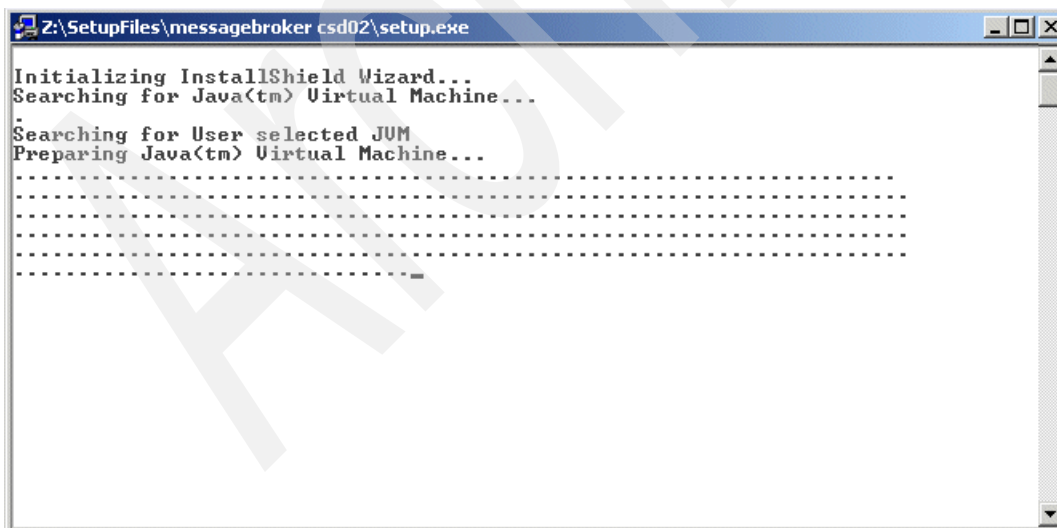 Z:\SetupFiles\messagebroker csd02\setup.exe
Initializing InstallShield Wizard...
Searching for Java(tm) Virtual Machine...
.
Searching for User selected JVM
Preparing Java(tm) Virtual Machine...
.....................................................................
......................................................................
......................................................................
......................................................................
......................................................................
..............................._